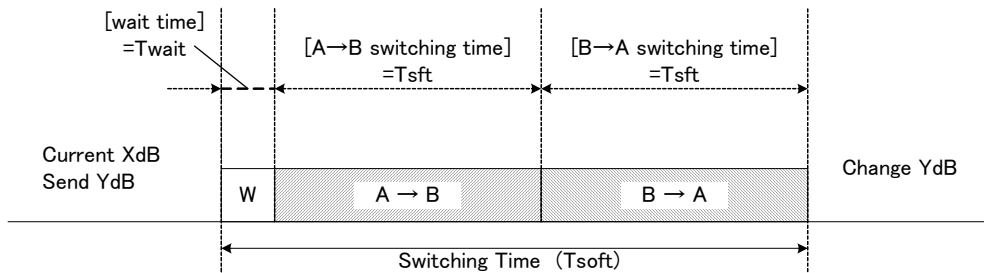 [wait time]
=Twait
[A→B switching time]
=Tsft
[B→A switching time]
=Tsft
Current XdB
Send YdB
W
A → B
B → A
Change YdB
Switching Time (Tsoft)